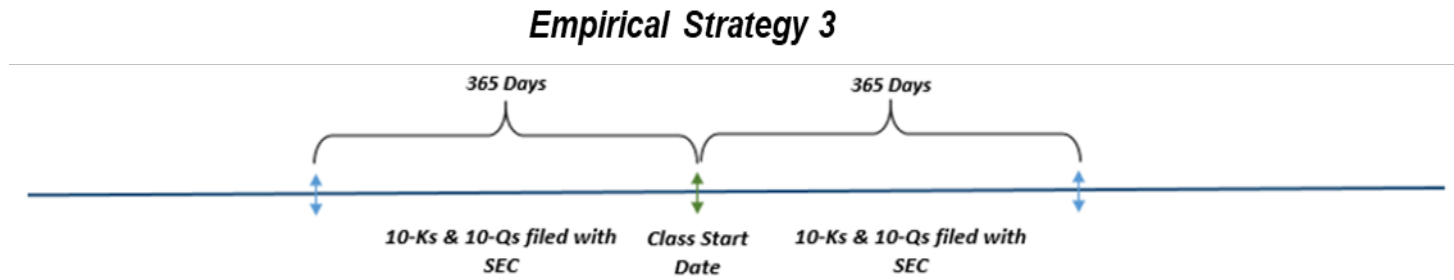 Empirical Strategy 3
365 Days
365 Days
10-Ks & 10-Qs filed with
SEC
Class Start
Date
10-Ks & 10-Qs filed with
SEC